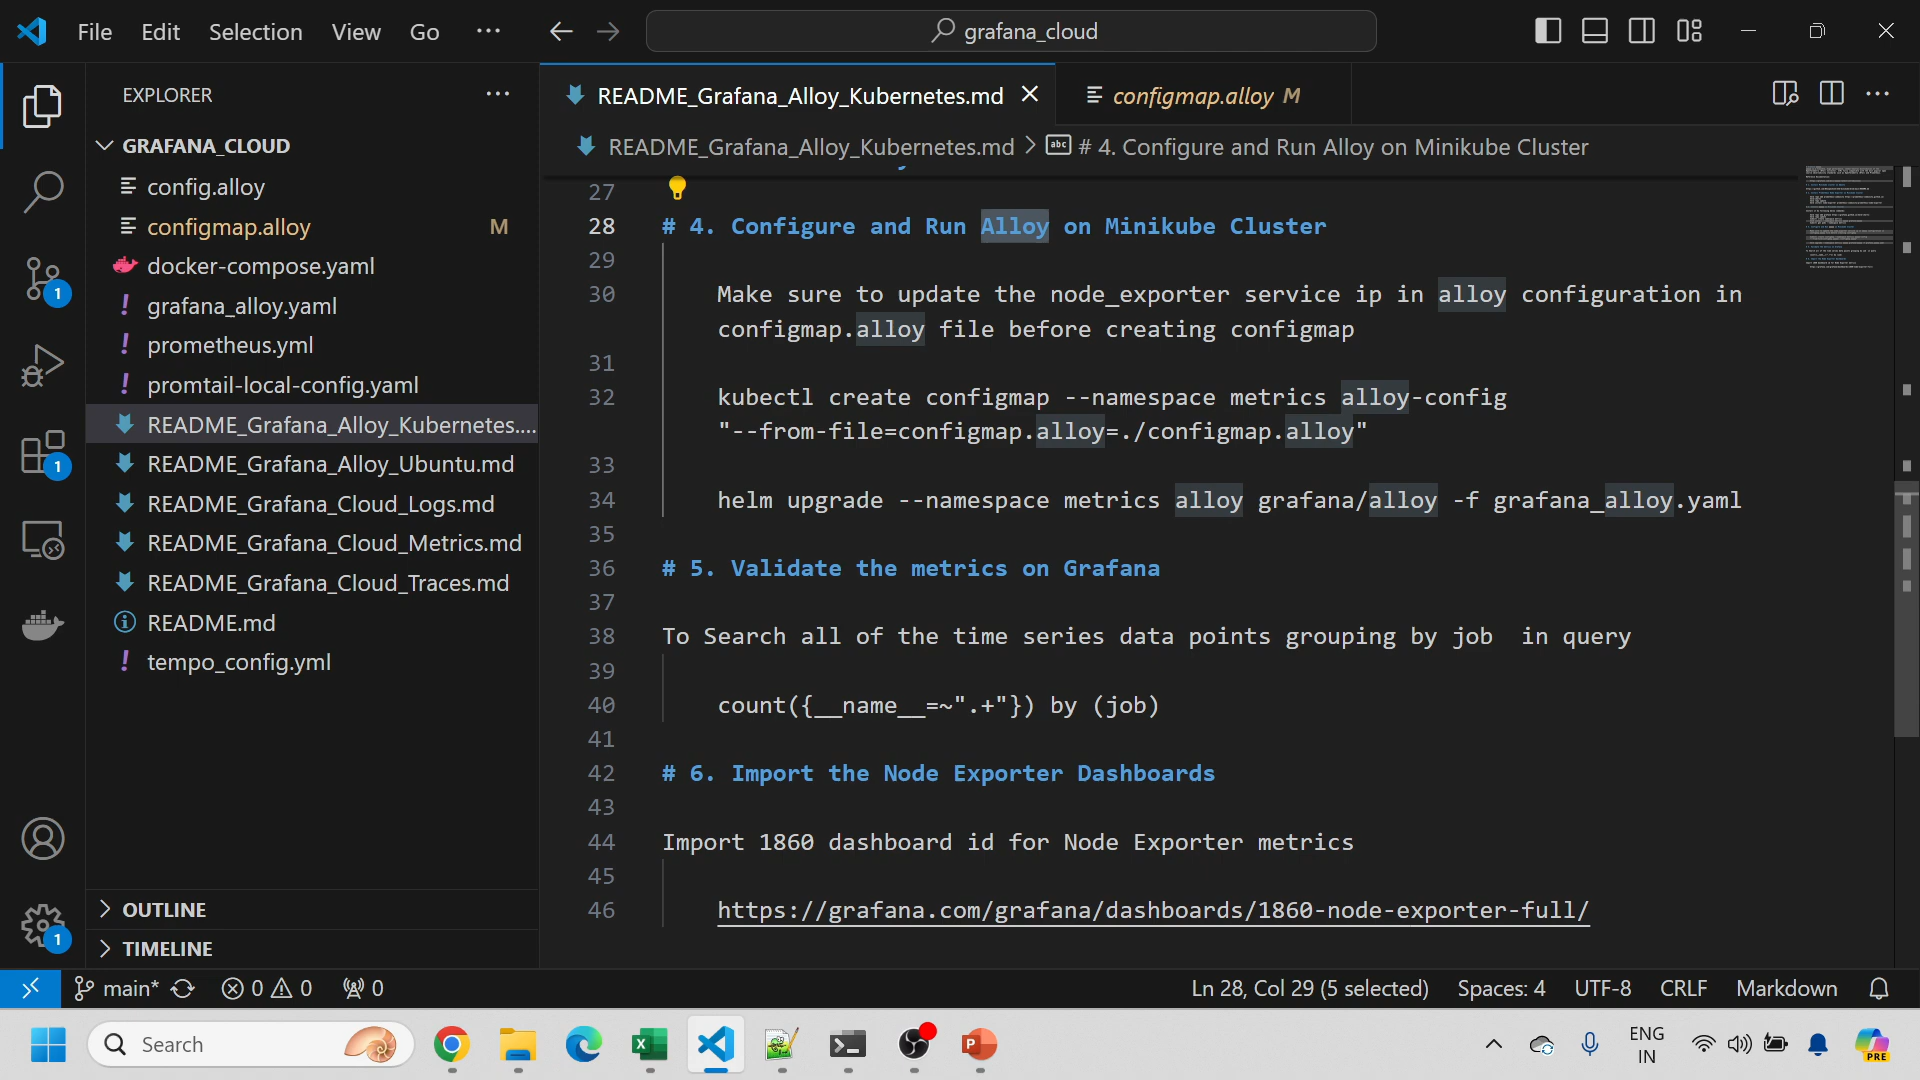 File Edit Selection View Go ··· grafana_cloud
EXPLORER ···
GRAFANA_CLOUD
config.alloy
configmap.alloy M
docker-compose.yaml
! grafana_alloy.yaml
! prometheus.yml
! promtail-local-config.yaml
README_Grafana_Alloy_Kubernetes....
README_Grafana_Alloy_Ubuntu.md
README_Grafana_Cloud_Logs.md
README_Grafana_Cloud_Metrics.md
README_Grafana_Cloud_Traces.md
README.md
! tempo_config.yml
OUTLINE
TIMELINE
1
1
1
README_Grafana_Alloy_Kubernetes.md configmap.alloy M ···
README_Grafana_Alloy_Kubernetes.md > abc # 4. Configure and Run Alloy on Minikube Cluster
27
28 # 4. Configure and Run Alloy on Minikube Cluster
29
30 Make sure to update the node_exporter service ip in alloy configuration in
configmap.alloy file before creating configmap
31
32 kubectl create configmap --namespace metrics alloy-config
"--from-file=configmap.alloy=./configmap.alloy"
33
34 helm upgrade --namespace metrics alloy grafana/alloy -f grafana_alloy.yaml
35
36 # 5. Validate the metrics on Grafana
37
38 To Search all of the time series data points grouping by job  in query
39
40 count({__name__=~".+"}) by (job)
41
42 # 6. Import the Node Exporter Dashboards
43
44 Import 1860 dashboard id for Node Exporter metrics
45
46 https://grafana.com/grafana/dashboards/1860-node-exporter-full/
main* 0 0 0 Ln 28, Col 29 (5 selected) Spaces: 4 UTF-8 CRLF Markdown
Search ENG
IN
PRE